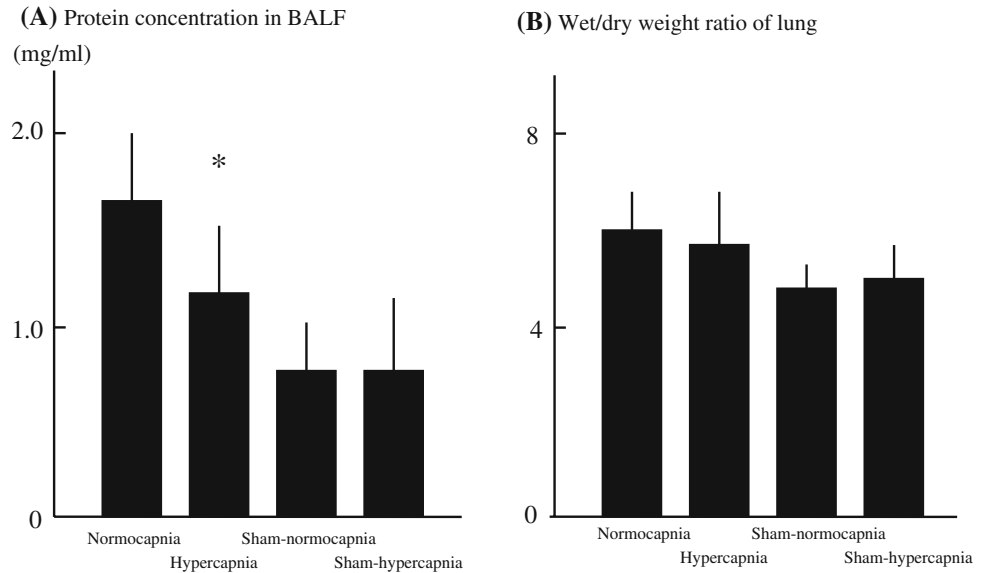 (A) Protein concentration in BALF
(mg/ml)
2.0
*
1.0
0
Normocapnia
Hypercapnia
Sham-normocapnia
Sham-hypercapnia
(B) Wet/dry weight ratio of lung
8
4
0
Normocapnia
Hypercapnia
Sham-normocapnia
Sham-hypercapnia